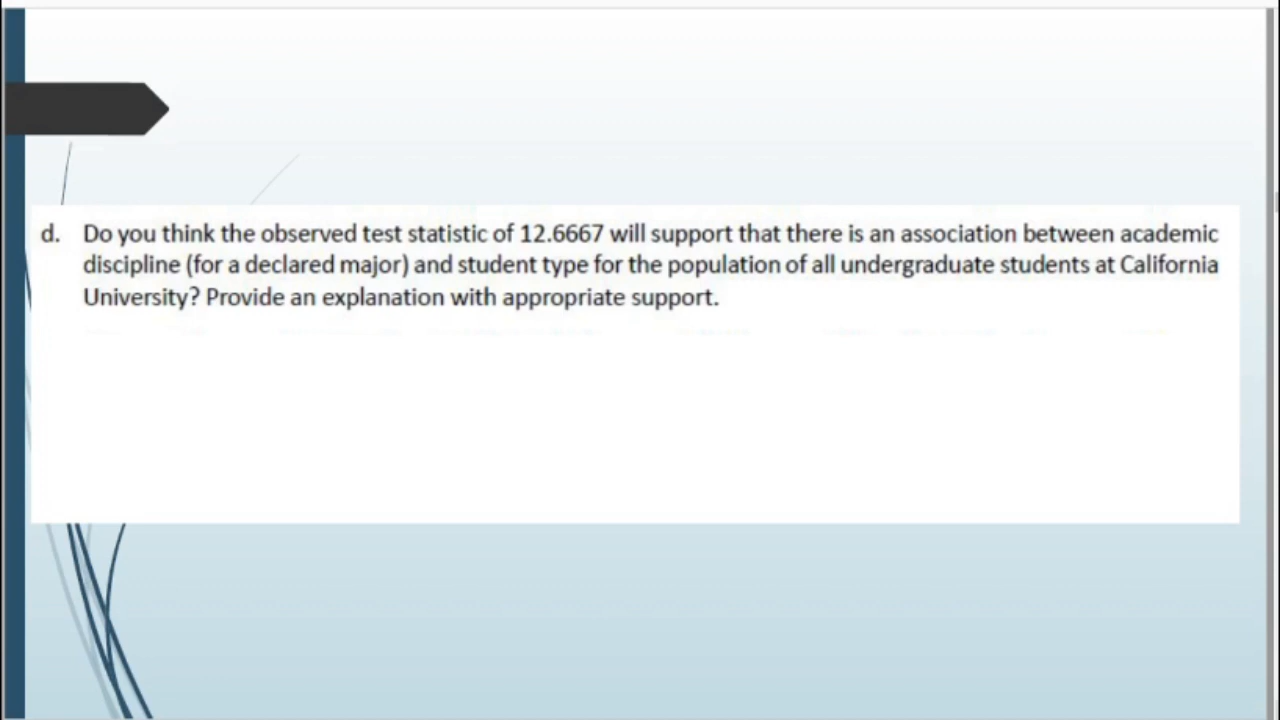 d. Do you think the observed test statistic of 12.6667 will support that there is an association between academic
discipline (for a declared major) and student type for the population of all undergraduate students at California
University? Provide an explanation with appropriate support.